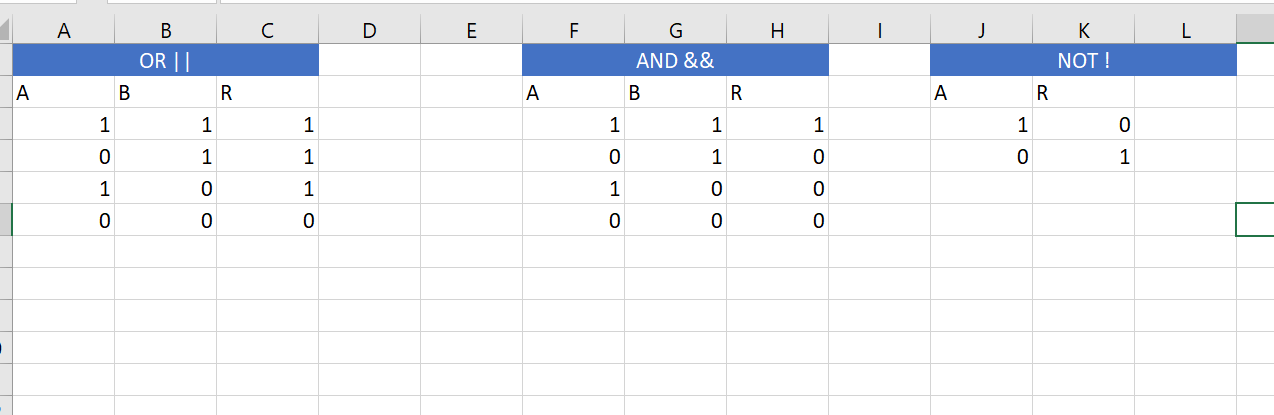 A B C D E F G H I J K L
OR || AND && NOT !
A B R A B R A R
1 1 1 1 1 1 1 0
0 1 1 0 1 0 0 1
1 0 1 1 0 0
0 0 0 0 0 0